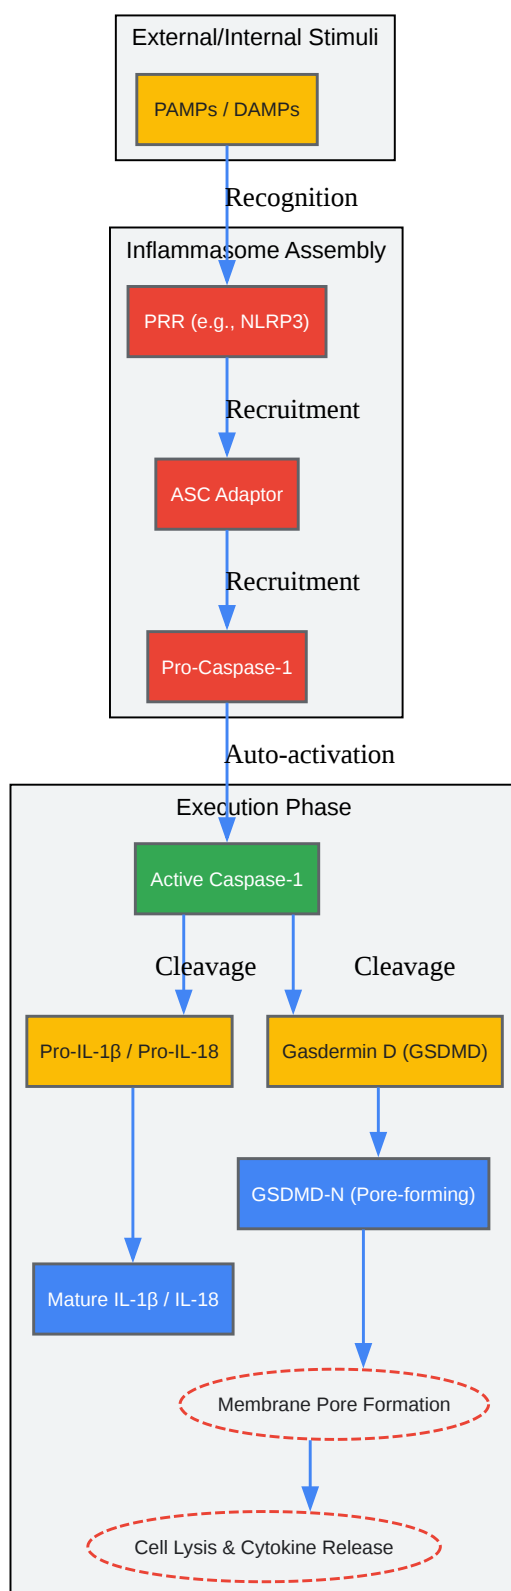 External/Internal Stimuli
PAMPs / DAMPs
Recognition
Inflammasome Assembly
PRR (e.g., NLRP3)
Recruitment
ASC Adaptor
Recruitment
Pro-Caspase-1
Auto-activation
Execution Phase
Active Caspase-1
Cleavage
Cleavage
Pro-IL-1β / Pro-IL-18
Gasdermin D (GSDMD)
GSDMD-N (Pore-forming)
Mature IL-1β / IL-18
Membrane Pore Formation
Cell Lysis & Cytokine Release